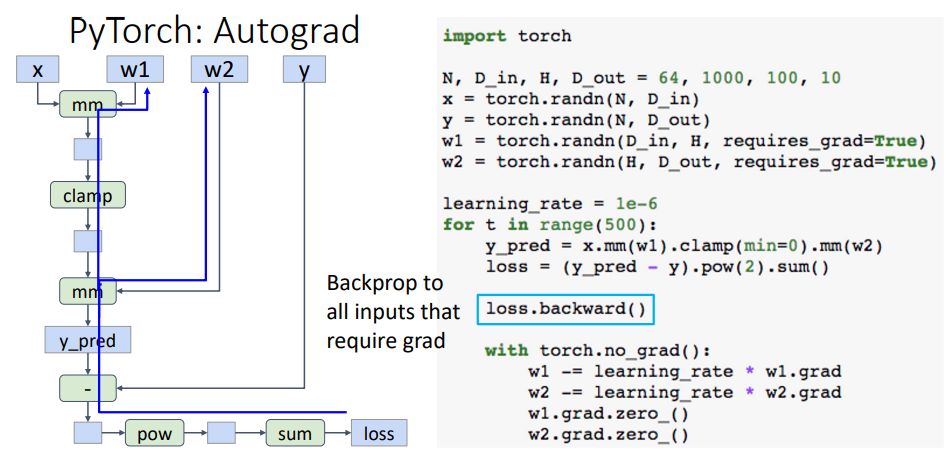 PyTorch: Autograd
x
w1
w2
y
mm
clamp
mm
y_pred
-
pow
sum
loss
Backprop to
all inputs that
require grad
import torch
N, D_in, H, D_out = 64, 1000, 100, 10
x = torch.randn(N, D_in)
y = torch.randn(N, D_out)
w1 = torch.randn(D_in, H, requires_grad=True)
w2 = torch.randn(H, D_out, requires_grad=True)
learning_rate = 1e-6
for t in range(500):
    y_pred = x.mm(w1).clamp(min=0).mm(w2)
    loss = (y_pred - y).pow(2).sum()
    loss.backward()
    with torch.no_grad():
        w1 -= learning_rate * w1.grad
        w2 -= learning_rate * w2.grad
        w1.grad.zero_()
        w2.grad.zero_()